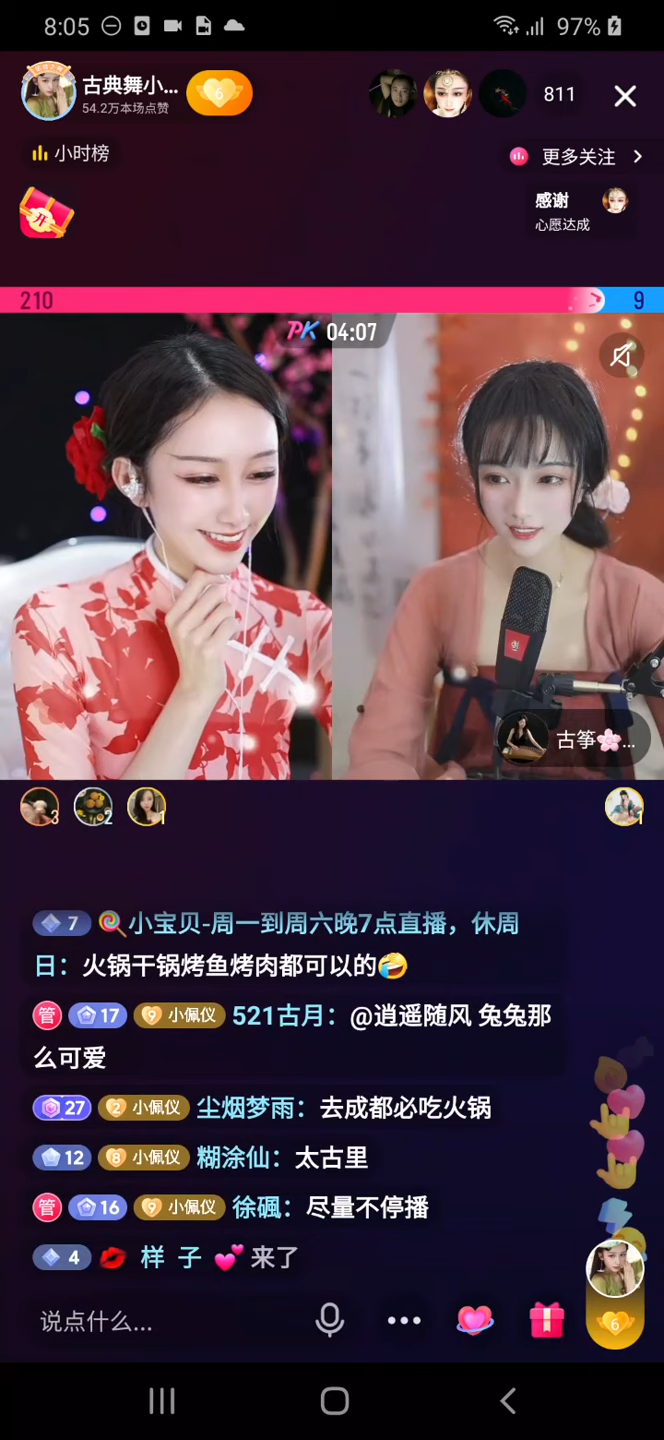 8:05
97%
古典舞小...
54.2万本场点赞
6
811
小时榜
更多关注
开
感谢
心愿达成
210
9
PK 04:07
古筝🌸...
3
2
1
1
7 🍭小宝贝-周一到周六晚7点直播，休周
日：火锅干锅烤鱼烤肉都可以的🤣
管 17 9 小佩仪 521古月：@逍遥随风 兔兔那
么可爱
27 2 小佩仪 尘烟梦雨：去成都必吃火锅
12 8 小佩仪 糊涂仙：太古里
管 16 9 小佩仪 徐碸：尽量不停播
4 💋 样 子 💕 来了
说点什么...
6